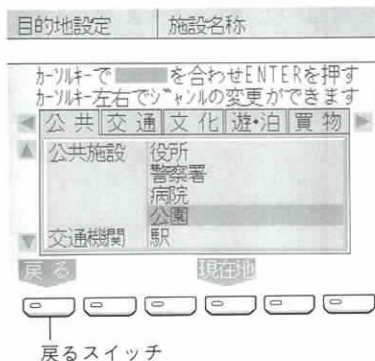 目的地設定 施設名称
カーソルキーで を合わせENTERを押す
カーソルキー左右でジャンルの変更ができます
公共 交通 文化 遊・泊 買物
公共施設 役所
警察署
病院
公園
交通機関 駅
戻る 現在地
戻るスイッチ